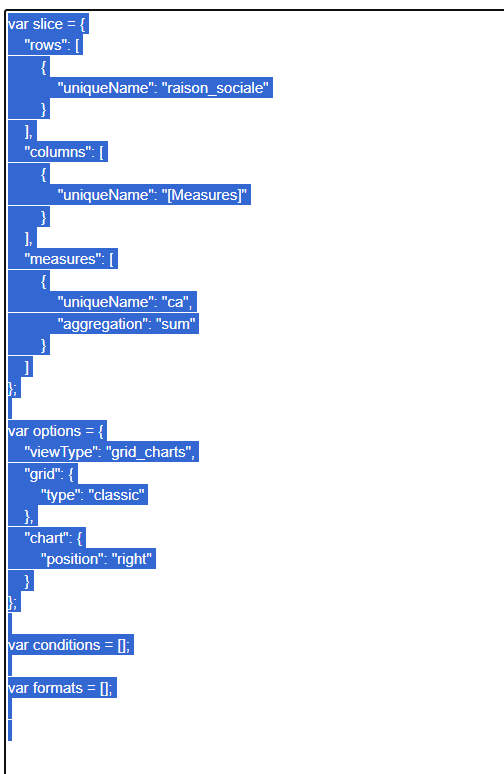 var slice = {
    "rows": [
        {
            "uniqueName": "raison_sociale"
        }
    ],
    "columns": [
        {
            "uniqueName": "[Measures]"
        }
    ],
    "measures": [
        {
            "uniqueName": "ca",
            "aggregation": "sum"
        }
    ]
};

var options = {
    "viewType": "grid_charts",
    "grid": {
        "type": "classic"
    },
    "chart": {
        "position": "right"
    }
};

var conditions = [];

var formats = [];